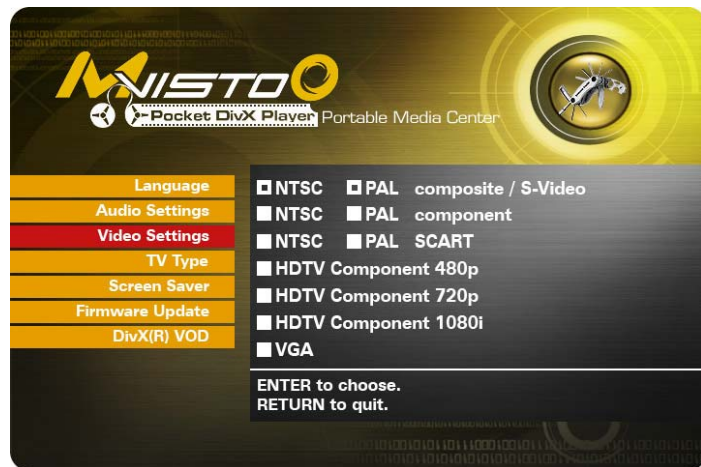 MVISTO
Pocket DivX Player Portable Media Center
Language
Audio Settings
Video Settings
TV Type
Screen Saver
Firmware Update
DivX(R) VOD
NTSC PAL composite / S-Video
NTSC PAL component
NTSC PAL SCART
HDTV Component 480p
HDTV Component 720p
HDTV Component 1080i
VGA
ENTER to choose.
RETURN to quit.